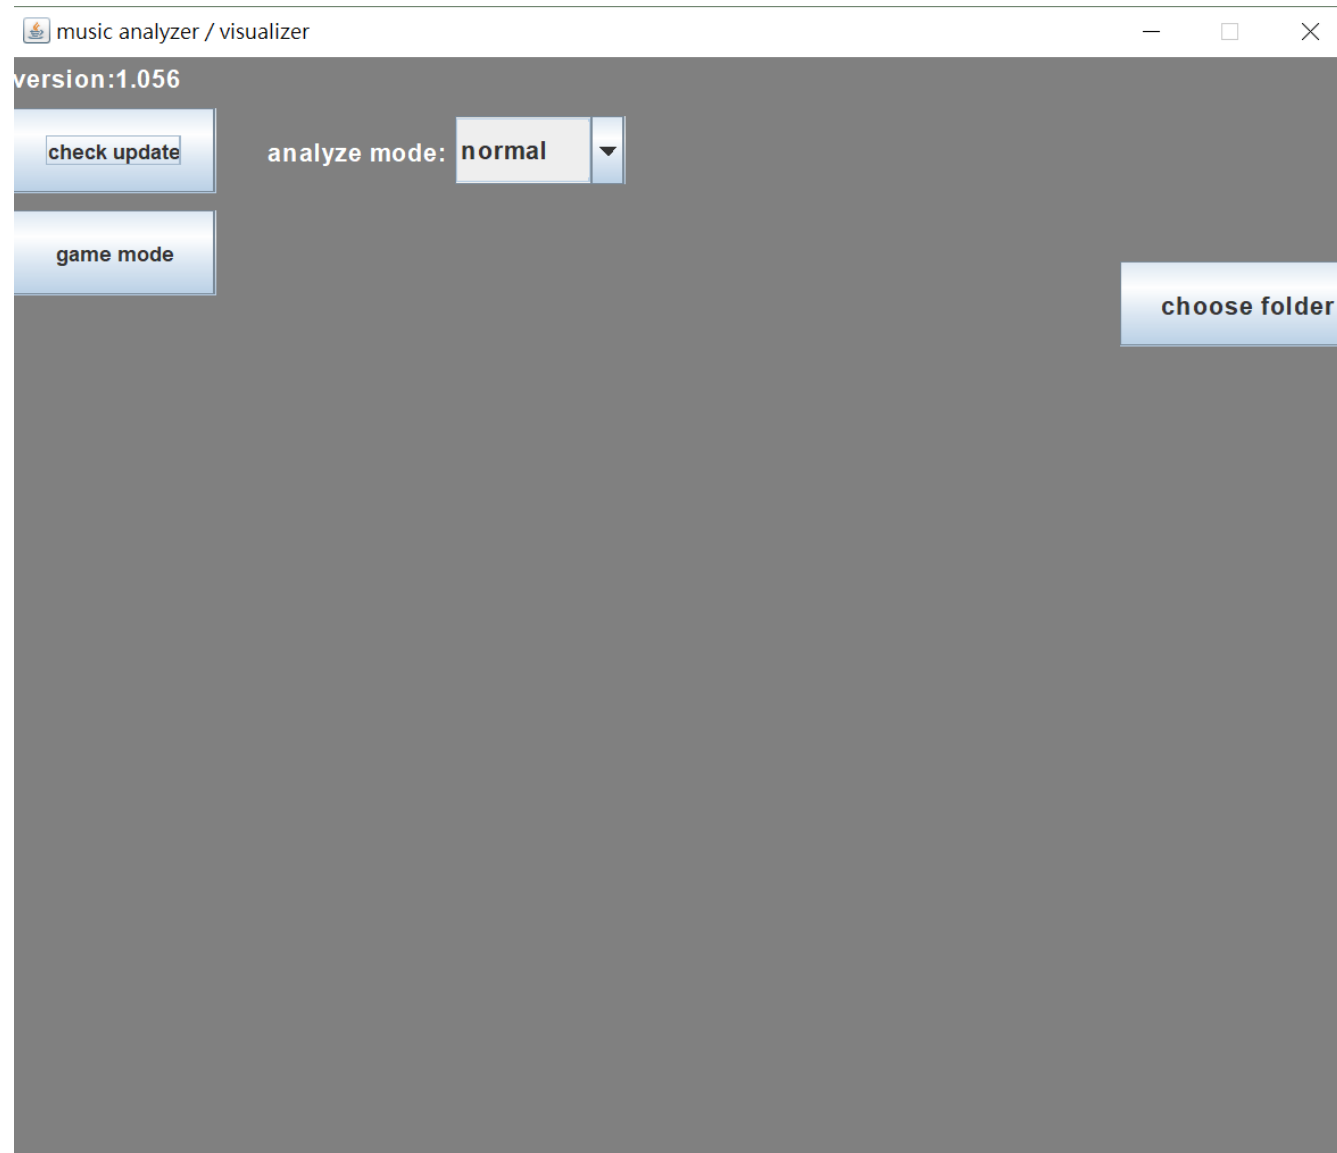 music analyzer / visualizer
version:1.056
check update
analyze mode: normal
game mode
choose folder